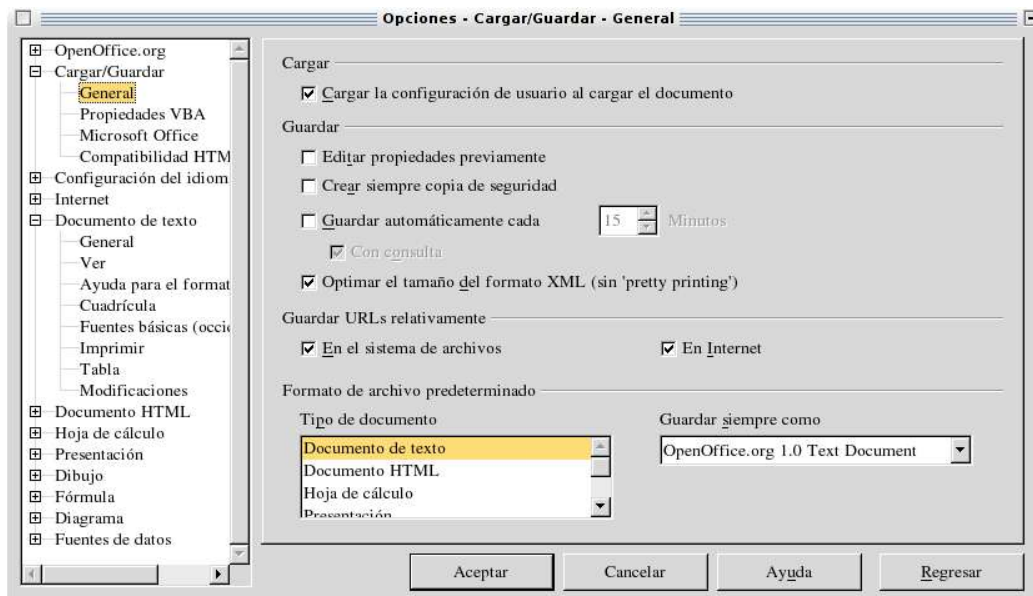 Opciones - Cargar/Guardar - General
OpenOffice.org
Cargar/Guardar
General
Propiedades VBA
Microsoft Office
Compatibilidad HTM
Configuración del idiom
Internet
Documento de texto
General
Ver
Ayuda para el format
Cuadrícula
Fuentes básicas (occi
Imprimir
Tabla
Modificaciones
Documento HTML
Hoja de cálculo
Presentación
Dibujo
Fórmula
Diagrama
Fuentes de datos
Cargar
Cargar la configuración de usuario al cargar el documento
Guardar
Editar propiedades previamente
Crear siempre copia de seguridad
Guardar automáticamente cada 15 Minutos
Con consulta
Optimar el tamaño del formato XML (sin 'pretty printing')
Guardar URLs relativamente
En el sistema de archivos En Internet
Formato de archivo predeterminado
Tipo de documento Guardar siempre como
Documento de texto OpenOffice.org 1.0 Text Document
Documento HTML
Hoja de cálculo
Presentación
Aceptar Cancelar Ayuda Regresar